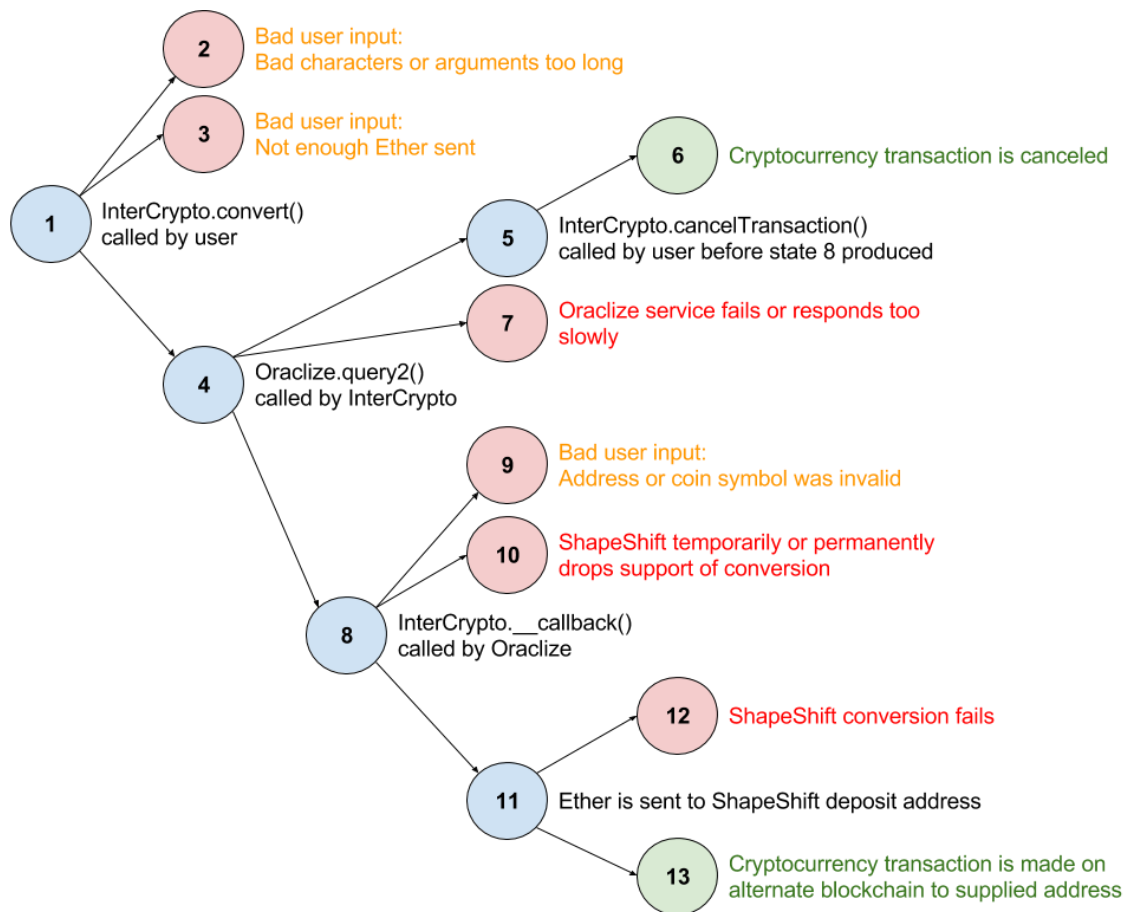 2
Bad user input:
Bad characters or arguments too long
3
Bad user input:
Not enough Ether sent
1
InterCrypto.convert()
called by user
6
Cryptocurrency transaction is canceled
5
InterCrypto.cancelTransaction()
called by user before state 8 produced
7
Oraclize service fails or responds too
slowly
4
Oraclize.query2()
called by InterCrypto
9
Bad user input:
Address or coin symbol was invalid
10
ShapeShift temporarily or permanently
drops support of conversion
8
InterCrypto.__callback()
called by Oraclize
12
ShapeShift conversion fails
11
Ether is sent to ShapeShift deposit address
13
Cryptocurrency transaction is made on
alternate blockchain to supplied address